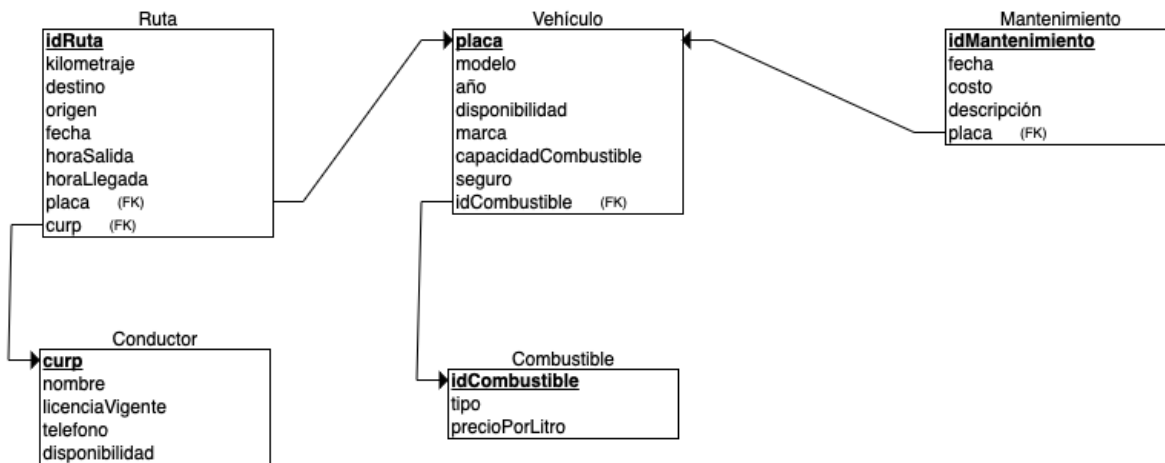 Ruta
idRuta
kilometraje
destino
origen
fecha
horaSalida
horaLlegada
placa (FK)
curp (FK)
Vehículo
placa
modelo
año
disponibilidad
marca
capacidadCombustible
seguro
idCombustible (FK)
Mantenimiento
idMantenimiento
fecha
costo
descripción
placa (FK)
Conductor
curp
nombre
licenciaVigente
telefono
disponibilidad
Combustible
idCombustible
tipo
precioPorLitro